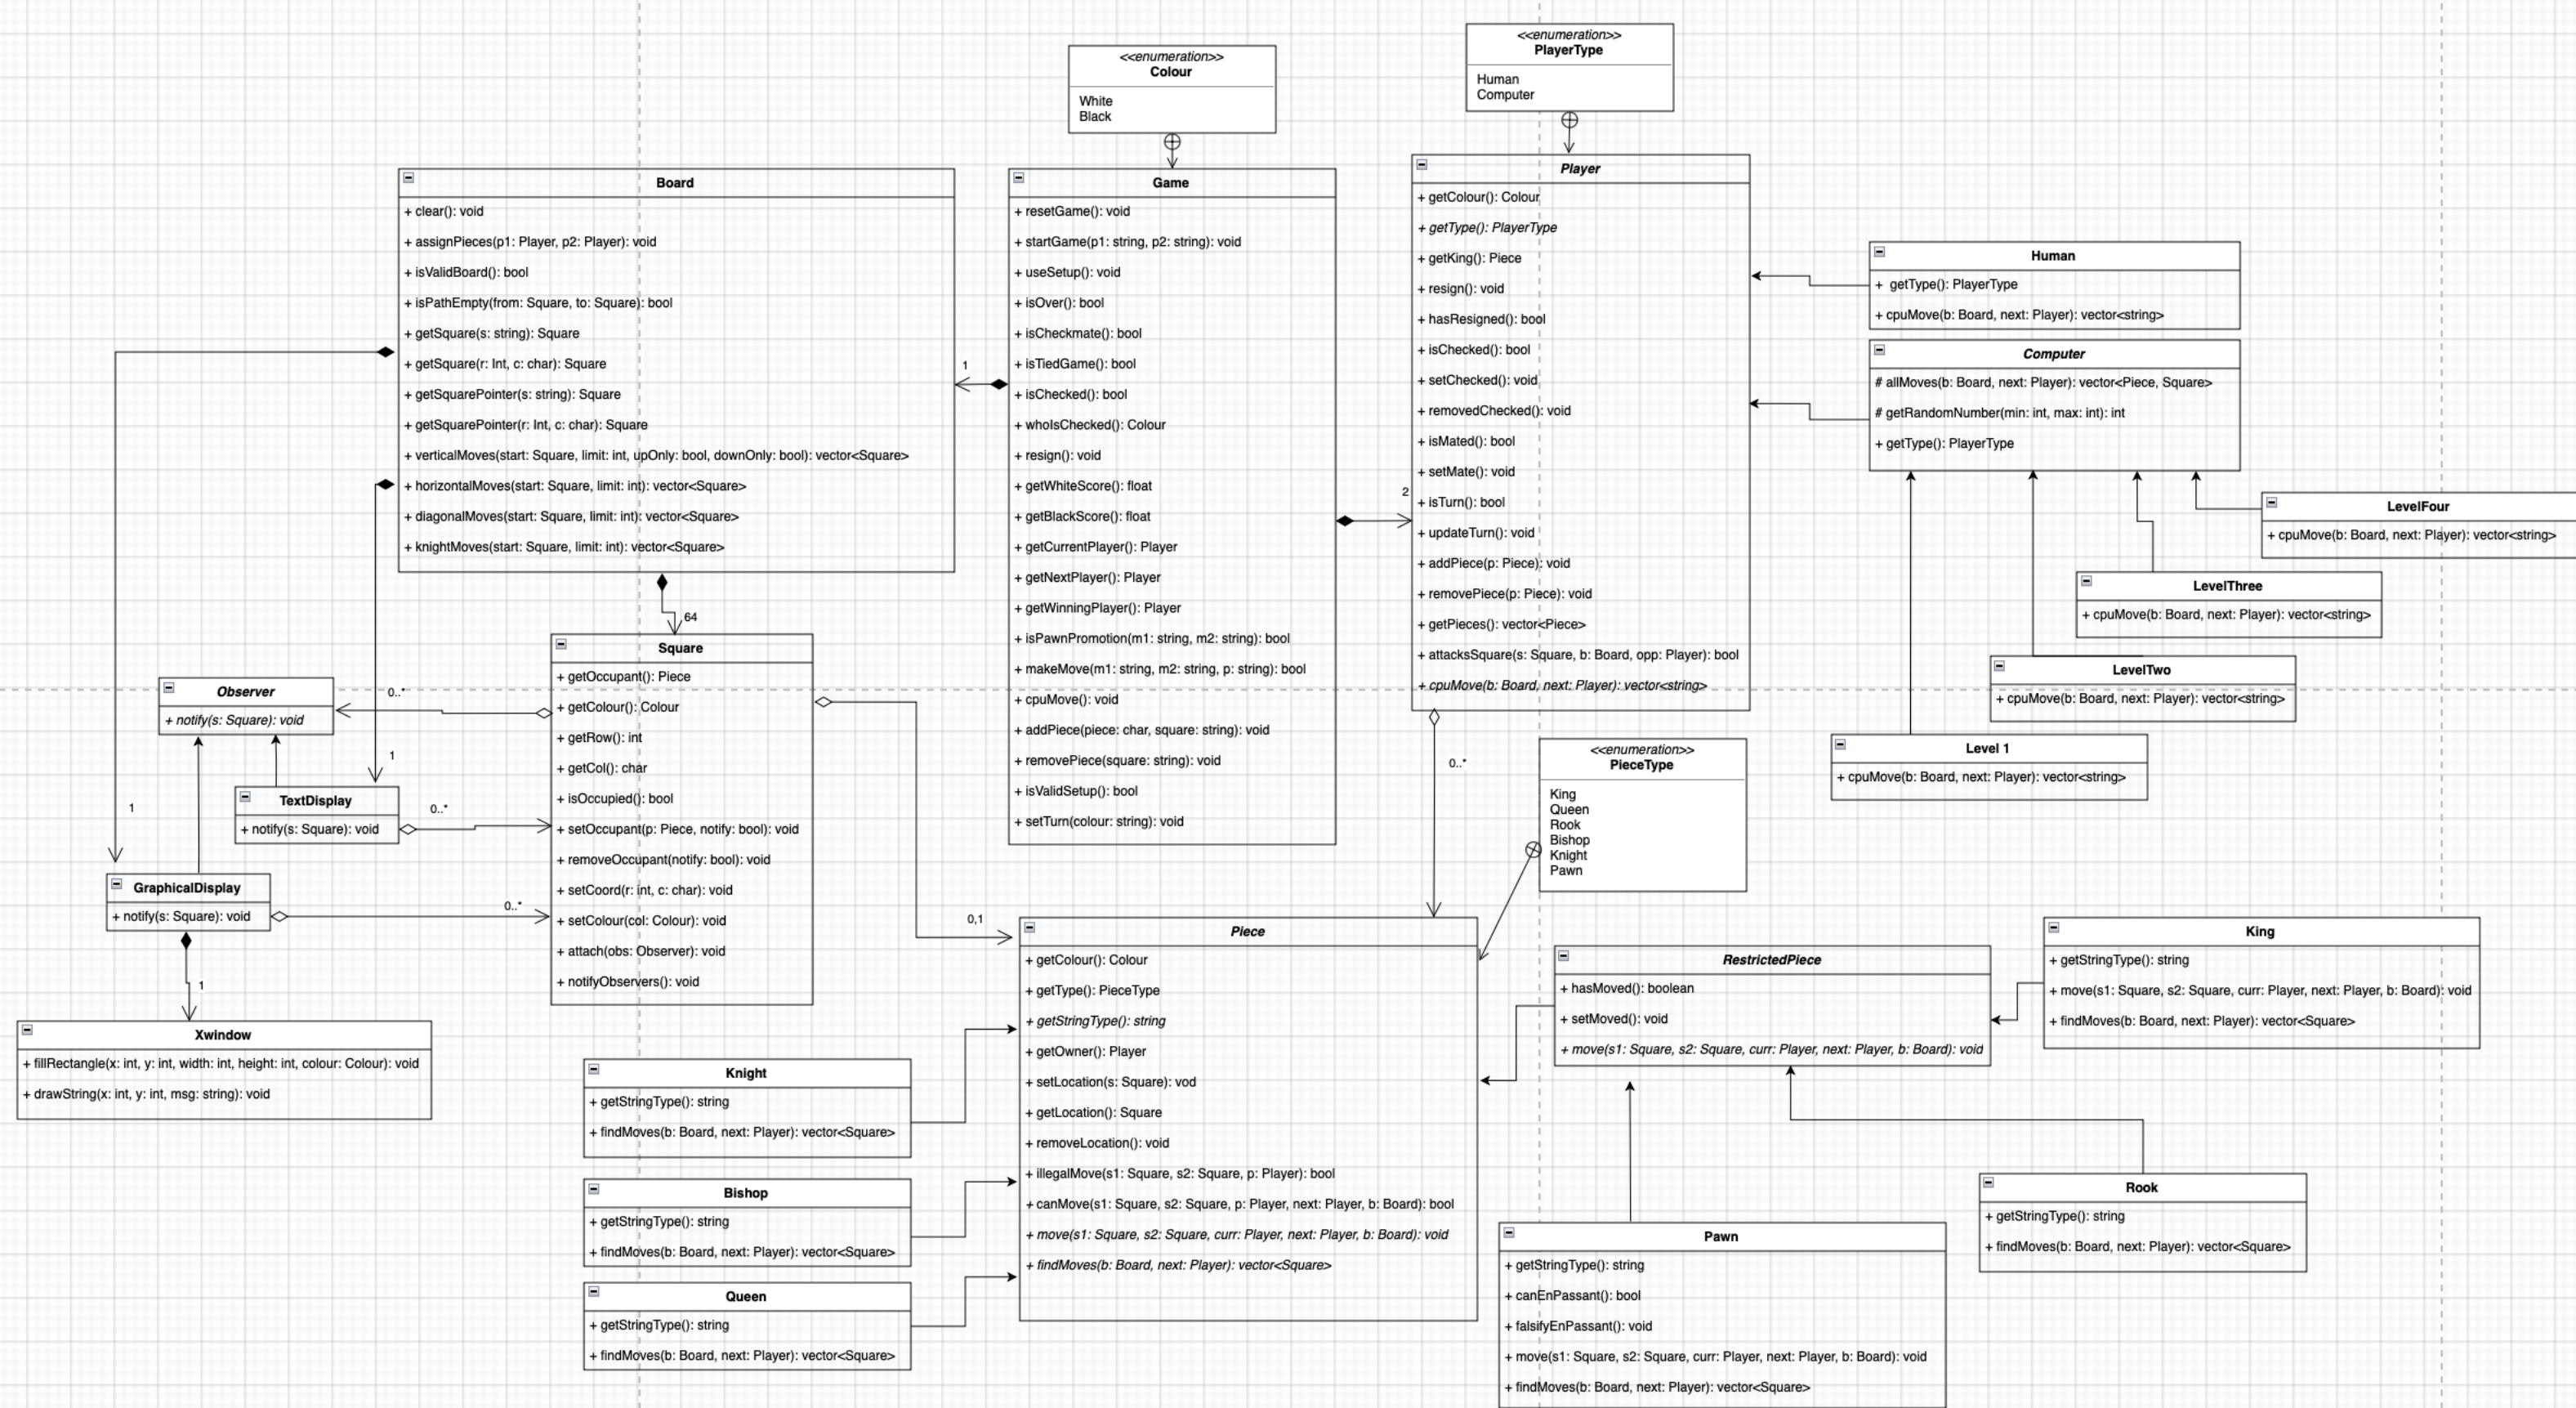 <<enumeration>>
Colour
White
Black
<<enumeration>>
PlayerType
Human
Computer
Board
+ clear(): void
+ assignPieces(p1: Player, p2: Player): void
+ isValidBoard(): bool
+ isPathEmpty(from: Square, to: Square): bool
+ getSquare(s: string): Square
+ getSquare(r: Int, c: char): Square
+ getSquarePointer(s: string): Square
+ getSquarePointer(r: Int, c: char): Square
+ verticalMoves(start: Square, limit: int, upOnly: bool, downOnly: bool): vector<Square>
+ horizontalMoves(start: Square, limit: int): vector<Square>
+ diagonalMoves(start: Square, limit: int): vector<Square>
+ knightMoves(start: Square, limit: int): vector<Square>
1
Game
+ resetGame(): void
+ startGame(p1: string, p2: string): void
+ useSetup(): void
+ isOver(): bool
+ isCheckmate(): bool
+ isTiedGame(): bool
+ isChecked(): bool
+ whoIsChecked(): Colour
+ resign(): void
+ getWhiteScore(): float
+ getBlackScore(): float
+ getCurrentPlayer(): Player
+ getNextPlayer(): Player
+ getWinningPlayer(): Player
+ isPawnPromotion(m1: string, m2: string): bool
+ makeMove(m1: string, m2: string, p: string): bool
+ cpuMove(): void
+ addPiece(piece: char, square: string): void
+ removePiece(square: string): void
+ isValidSetup(): bool
+ setTurn(colour: string): void
2
Player
+ getColour(): Colour
+ getType(): PlayerType
+ getKing(): Piece
+ resign(): void
+ hasResigned(): bool
+ isChecked(): bool
+ setChecked(): void
+ removedChecked(): void
+ isMated(): bool
+ setMate(): void
+ isTurn(): bool
+ updateTurn(): void
+ addPiece(p: Piece): void
+ removePiece(p: Piece): void
+ getPieces(): vector<Piece>
+ attacksSquare(s: Square, b: Board, opp: Player): bool
+ cpuMove(b: Board, next: Player): vector<string>
Human
+ getType(): PlayerType
+ cpuMove(b: Board, next: Player): vector<string>
Computer
# allMoves(b: Board, next: Player): vector<Piece, Square>
# getRandomNumber(min: int, max: int): int
+ getType(): PlayerType
LevelFour
+ cpuMove(b: Board, next: Player): vector<string>
LevelThree
+ cpuMove(b: Board, next: Player): vector<string>
LevelTwo
+ cpuMove(b: Board, next: Player): vector<string>
Level 1
+ cpuMove(b: Board, next: Player): vector<string>
64
Square
+ getOccupant(): Piece
+ getColour(): Colour
+ getRow(): int
+ getCol(): char
+ isOccupied(): bool
+ setOccupant(p: Piece, notify: bool): void
+ removeOccupant(notify: bool): void
+ setCoord(r: int, c: char): void
+ setColour(col: Colour): void
+ attach(obs: Observer): void
+ notifyObservers(): void
Observer
+ notify(s: Square): void
0..*
1
TextDisplay
+ notify(s: Square): void
0..*
1
GraphicalDisplay
+ notify(s: Square): void
0..*
1
Xwindow
+ fillRectangle(x: int, y: int, width: int, height: int, colour: Colour): void
+ drawString(x: int, y: int, msg: string): void
0..*
<<enumeration>>
PieceType
King
Queen
Rook
Bishop
Knight
Pawn
0,1
Piece
+ getColour(): Colour
+ getType(): PieceType
+ getStringType(): string
+ getOwner(): Player
+ setLocation(s: Square): vod
+ getLocation(): Square
+ removeLocation(): void
+ illegalMove(s1: Square, s2: Square, p: Player): bool
+ canMove(s1: Square, s2: Square, p: Player, next: Player, b: Board): bool
+ move(s1: Square, s2: Square, curr: Player, next: Player, b: Board): void
+ findMoves(b: Board, next: Player): vector<Square>
Knight
+ getStringType(): string
+ findMoves(b: Board, next: Player): vector<Square>
Bishop
+ getStringType(): string
+ findMoves(b: Board, next: Player): vector<Square>
Queen
+ getStringType(): string
+ findMoves(b: Board, next: Player): vector<Square>
RestrictedPiece
+ hasMoved(): boolean
+ setMoved(): void
+ move(s1: Square, s2: Square, curr: Player, next: Player, b: Board): void
King
+ getStringType(): string
+ move(s1: Square, s2: Square, curr: Player, next: Player, b: Board): void
+ findMoves(b: Board, next: Player): vector<Square>
Rook
+ getStringType(): string
+ findMoves(b: Board, next: Player): vector<Square>
Pawn
+ getStringType(): string
+ canEnPassant(): bool
+ falsifyEnPassant(): void
+ move(s1: Square, s2: Square, curr: Player, next: Player, b: Board): void
+ findMoves(b: Board, next: Player): vector<Square>